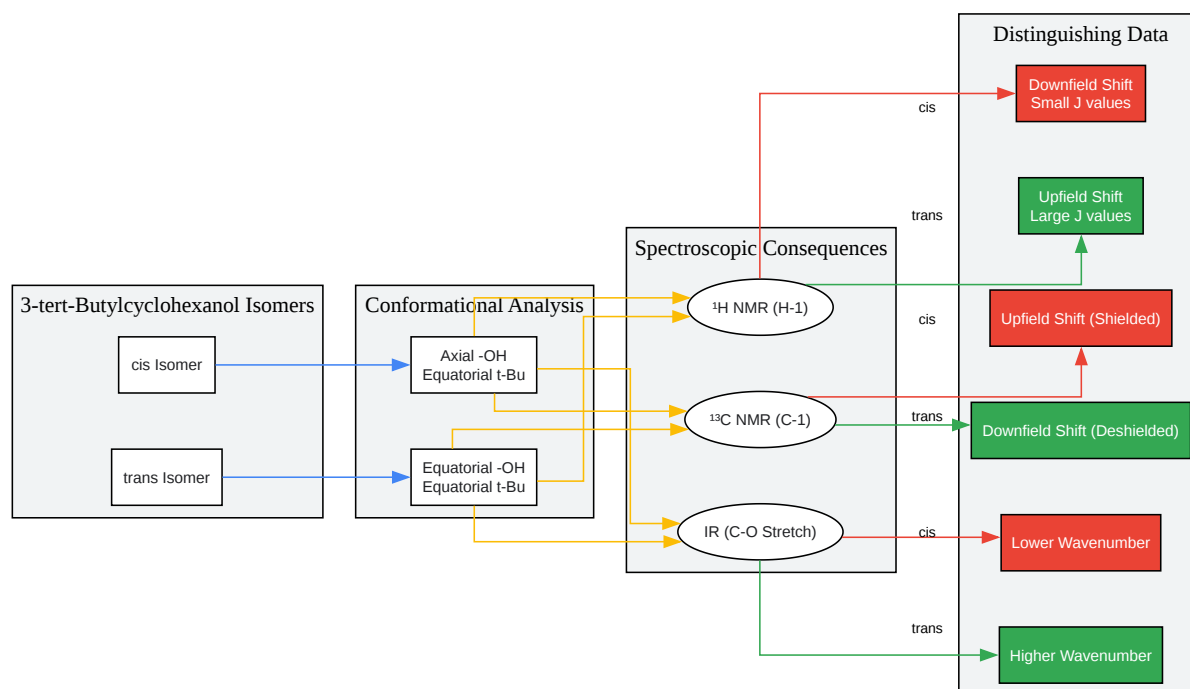 3-tert-Butylcyclohexanol Isomers
cis Isomer
trans Isomer
Conformational Analysis
Axial -OH
Equatorial t-Bu
Equatorial -OH
Equatorial t-Bu
Spectroscopic Consequences
¹H NMR (H-1)
¹³C NMR (C-1)
IR (C-O Stretch)
cis
trans
cis
trans
cis
trans
Distinguishing Data
Downfield Shift
Small J values
Upfield Shift
Large J values
Upfield Shift (Shielded)
Downfield Shift (Deshielded)
Lower Wavenumber
Higher Wavenumber